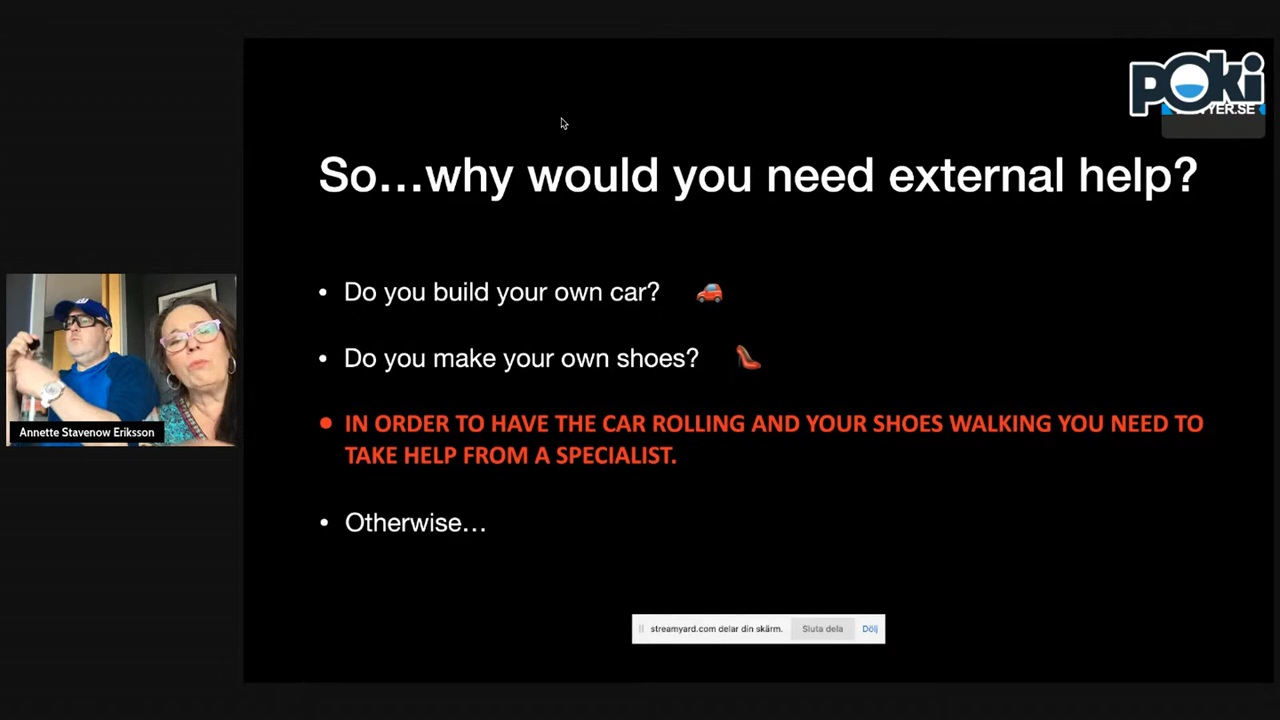 poki
YER.SE
So...why would you need external help?
• Do you build your own car?
• Do you make your own shoes?
• IN ORDER TO HAVE THE CAR ROLLING AND YOUR SHOES WALKING YOU NEED TO
TAKE HELP FROM A SPECIALIST.
Annette Stavenow Eriksson
• Otherwise...
streamyard.com delar din skärm. Sluta dela Dölj